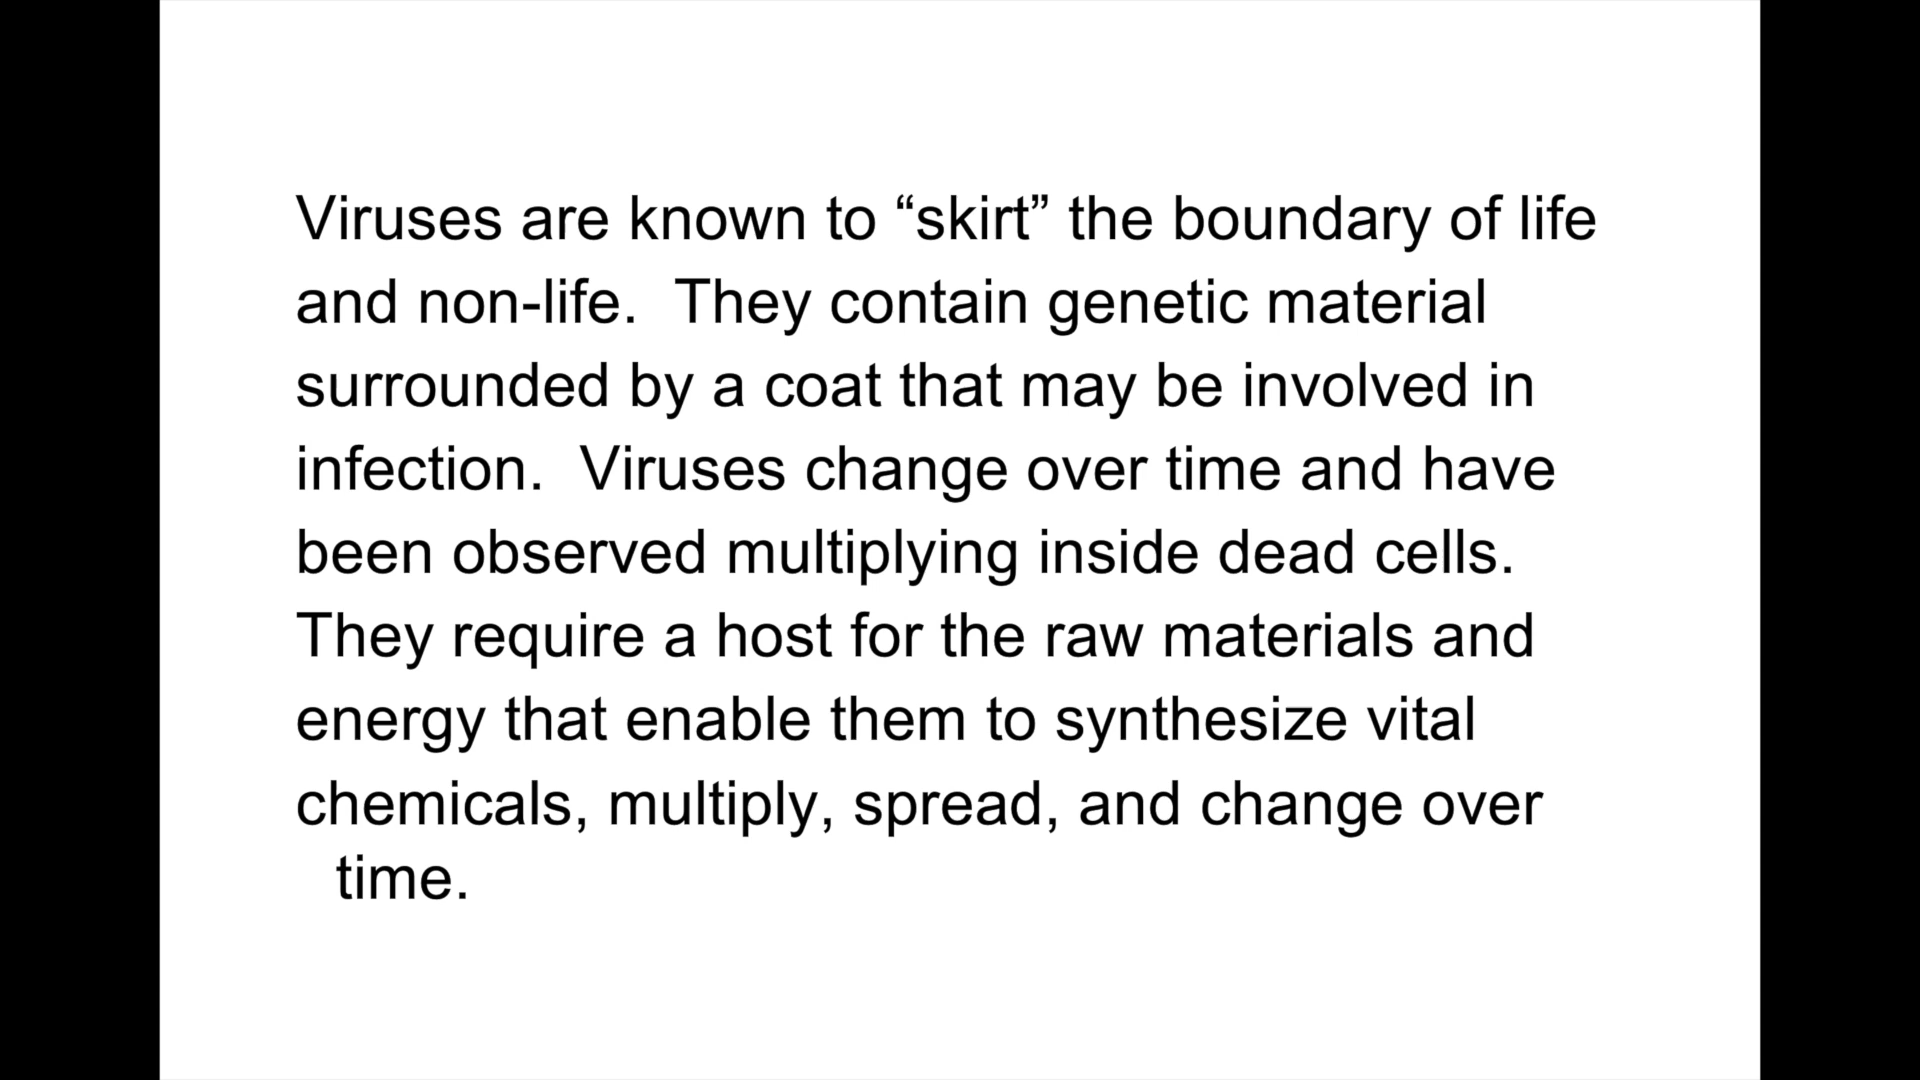 Viruses are known to “skirt” the boundary of life
and non-life.  They contain genetic material
surrounded by a coat that may be involved in
infection.  Viruses change over time and have
been observed multiplying inside dead cells.
They require a host for the raw materials and
energy that enable them to synthesize vital
chemicals, multiply, spread, and change over
time.